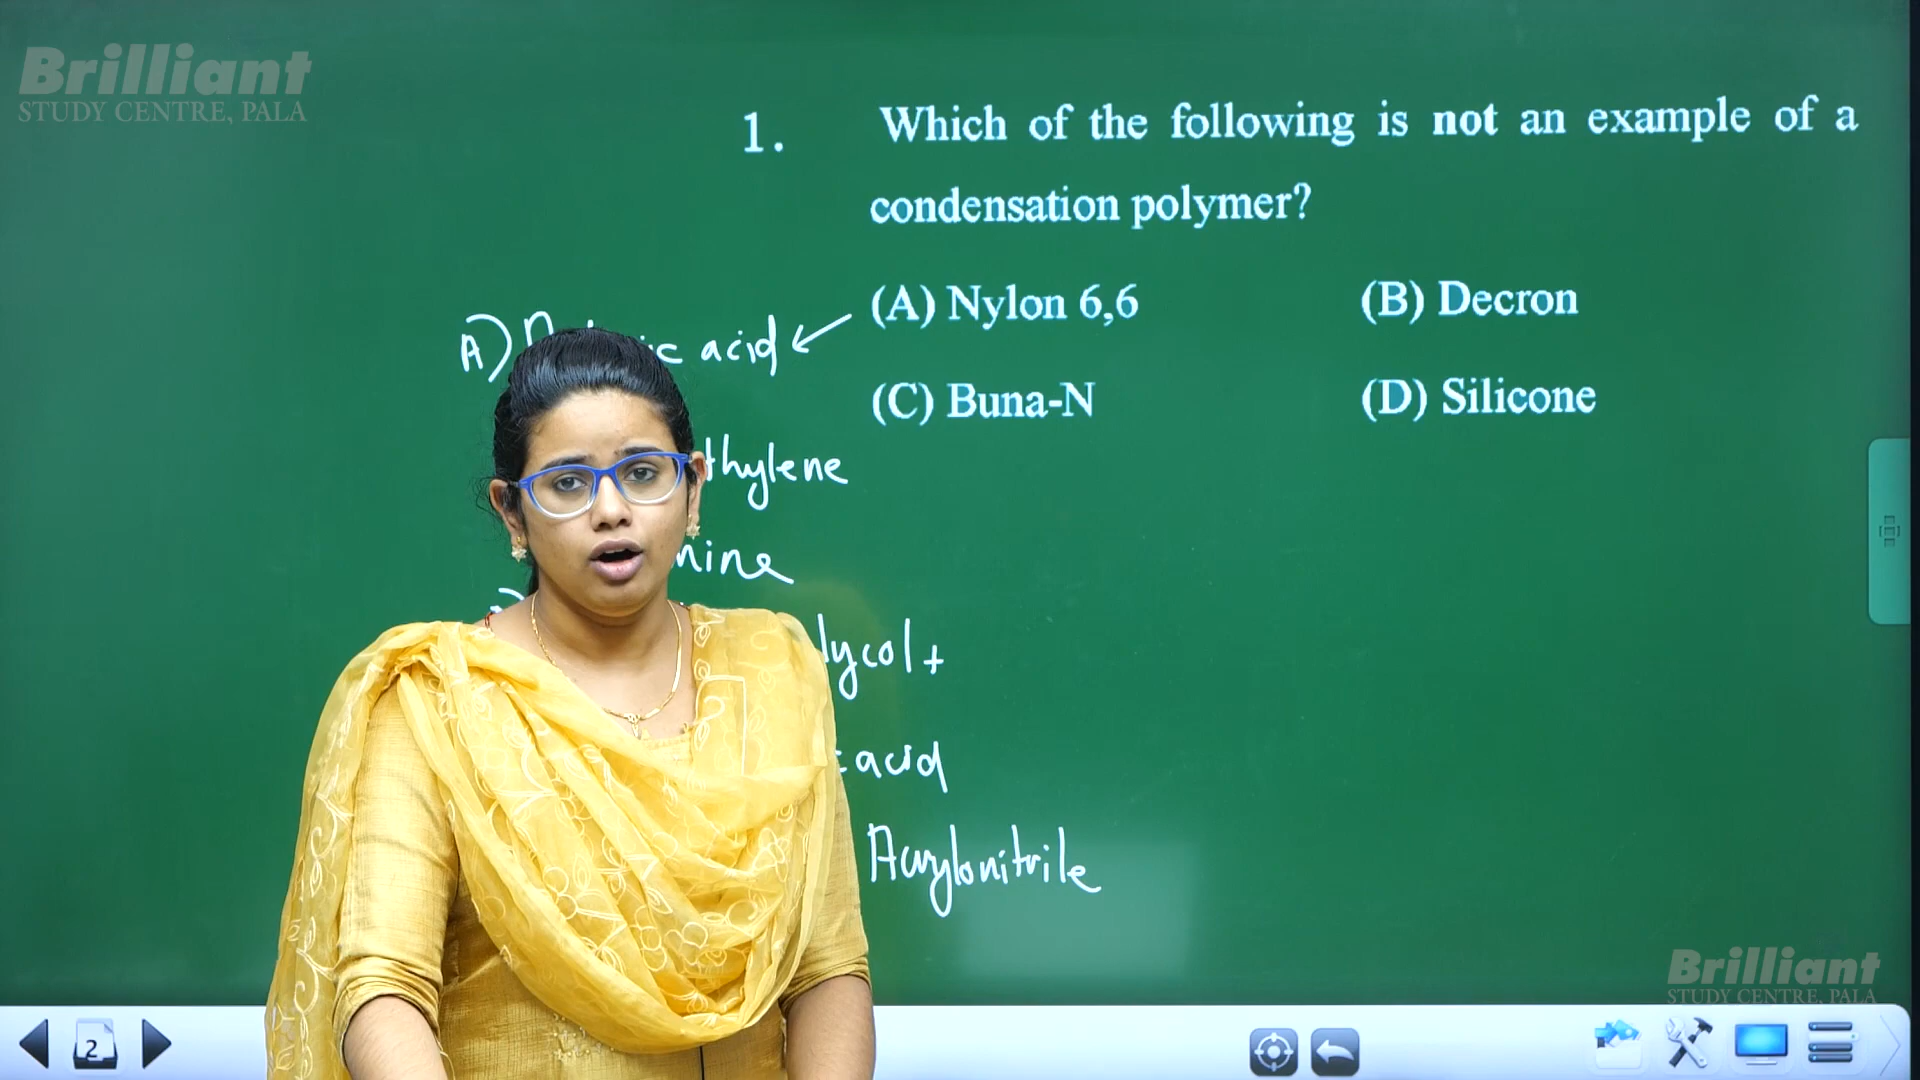 Brilliant
STUDY CENTRE, PALA
1. Which of the following is not an example of a
condensation polymer?
(A) Nylon 6,6 (B) Decron
(C) Buna-N (D) Silicone
A) acid
thylene
mine
lycol +
acid
Acrylonitrile
Brilliant
STUDY CENTRE, PALA
2